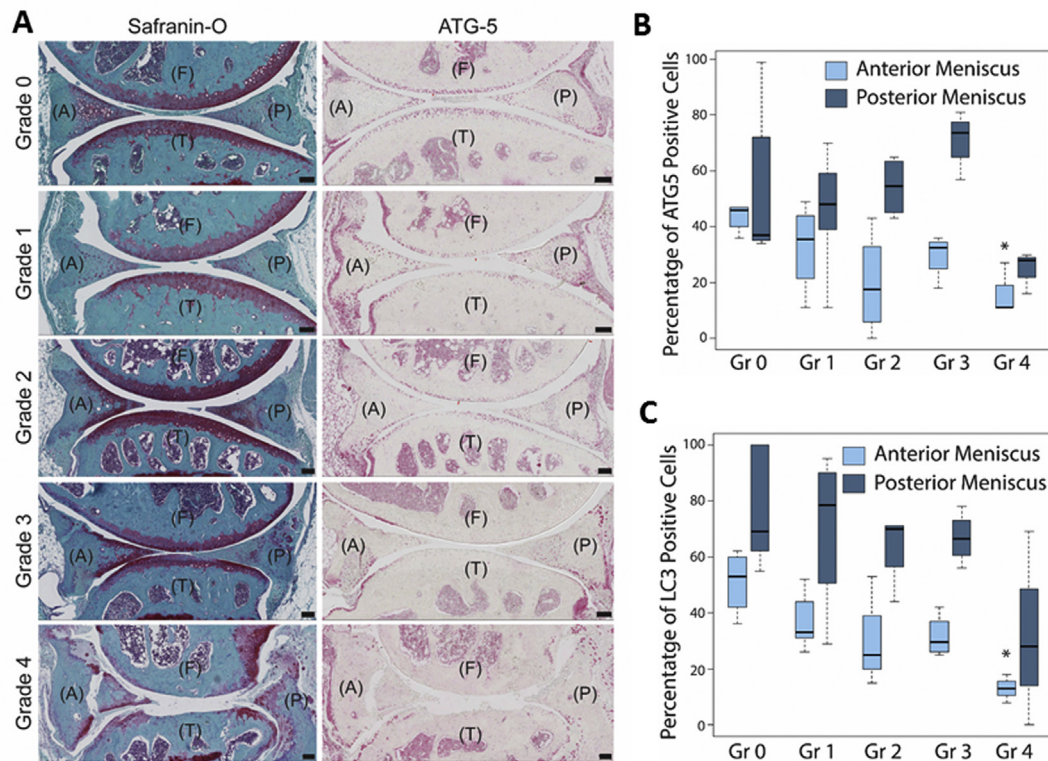 A
Safranin-O
ATG-5
Grade 0
(F)
(A)
(P)
(T)
(F)
(A)
(P)
(T)
Grade 1
(F)
(A)
(P)
(T)
(F)
(A)
(P)
(T)
Grade 2
(F)
(A)
(P)
(T)
(F)
(A)
(P)
(T)
Grade 3
(F)
(A)
(P)
(T)
(F)
(A)
(P)
(T)
Grade 4
(F)
(A)
(P)
(T)
(F)
(A)
(P)
(T)
B
Percentatge of ATG5 Positive Cells
100
80
60
40
20
0
Anterior Meniscus
Posterior Meniscus
*
Gr 0 Gr 1 Gr 2 Gr 3 Gr 4
C
Percentatge of LC3 Positive Cells
100
80
60
40
20
0
Anterior Meniscus
Posterior Meniscus
*
Gr 0 Gr 1 Gr 2 Gr 3 Gr 4